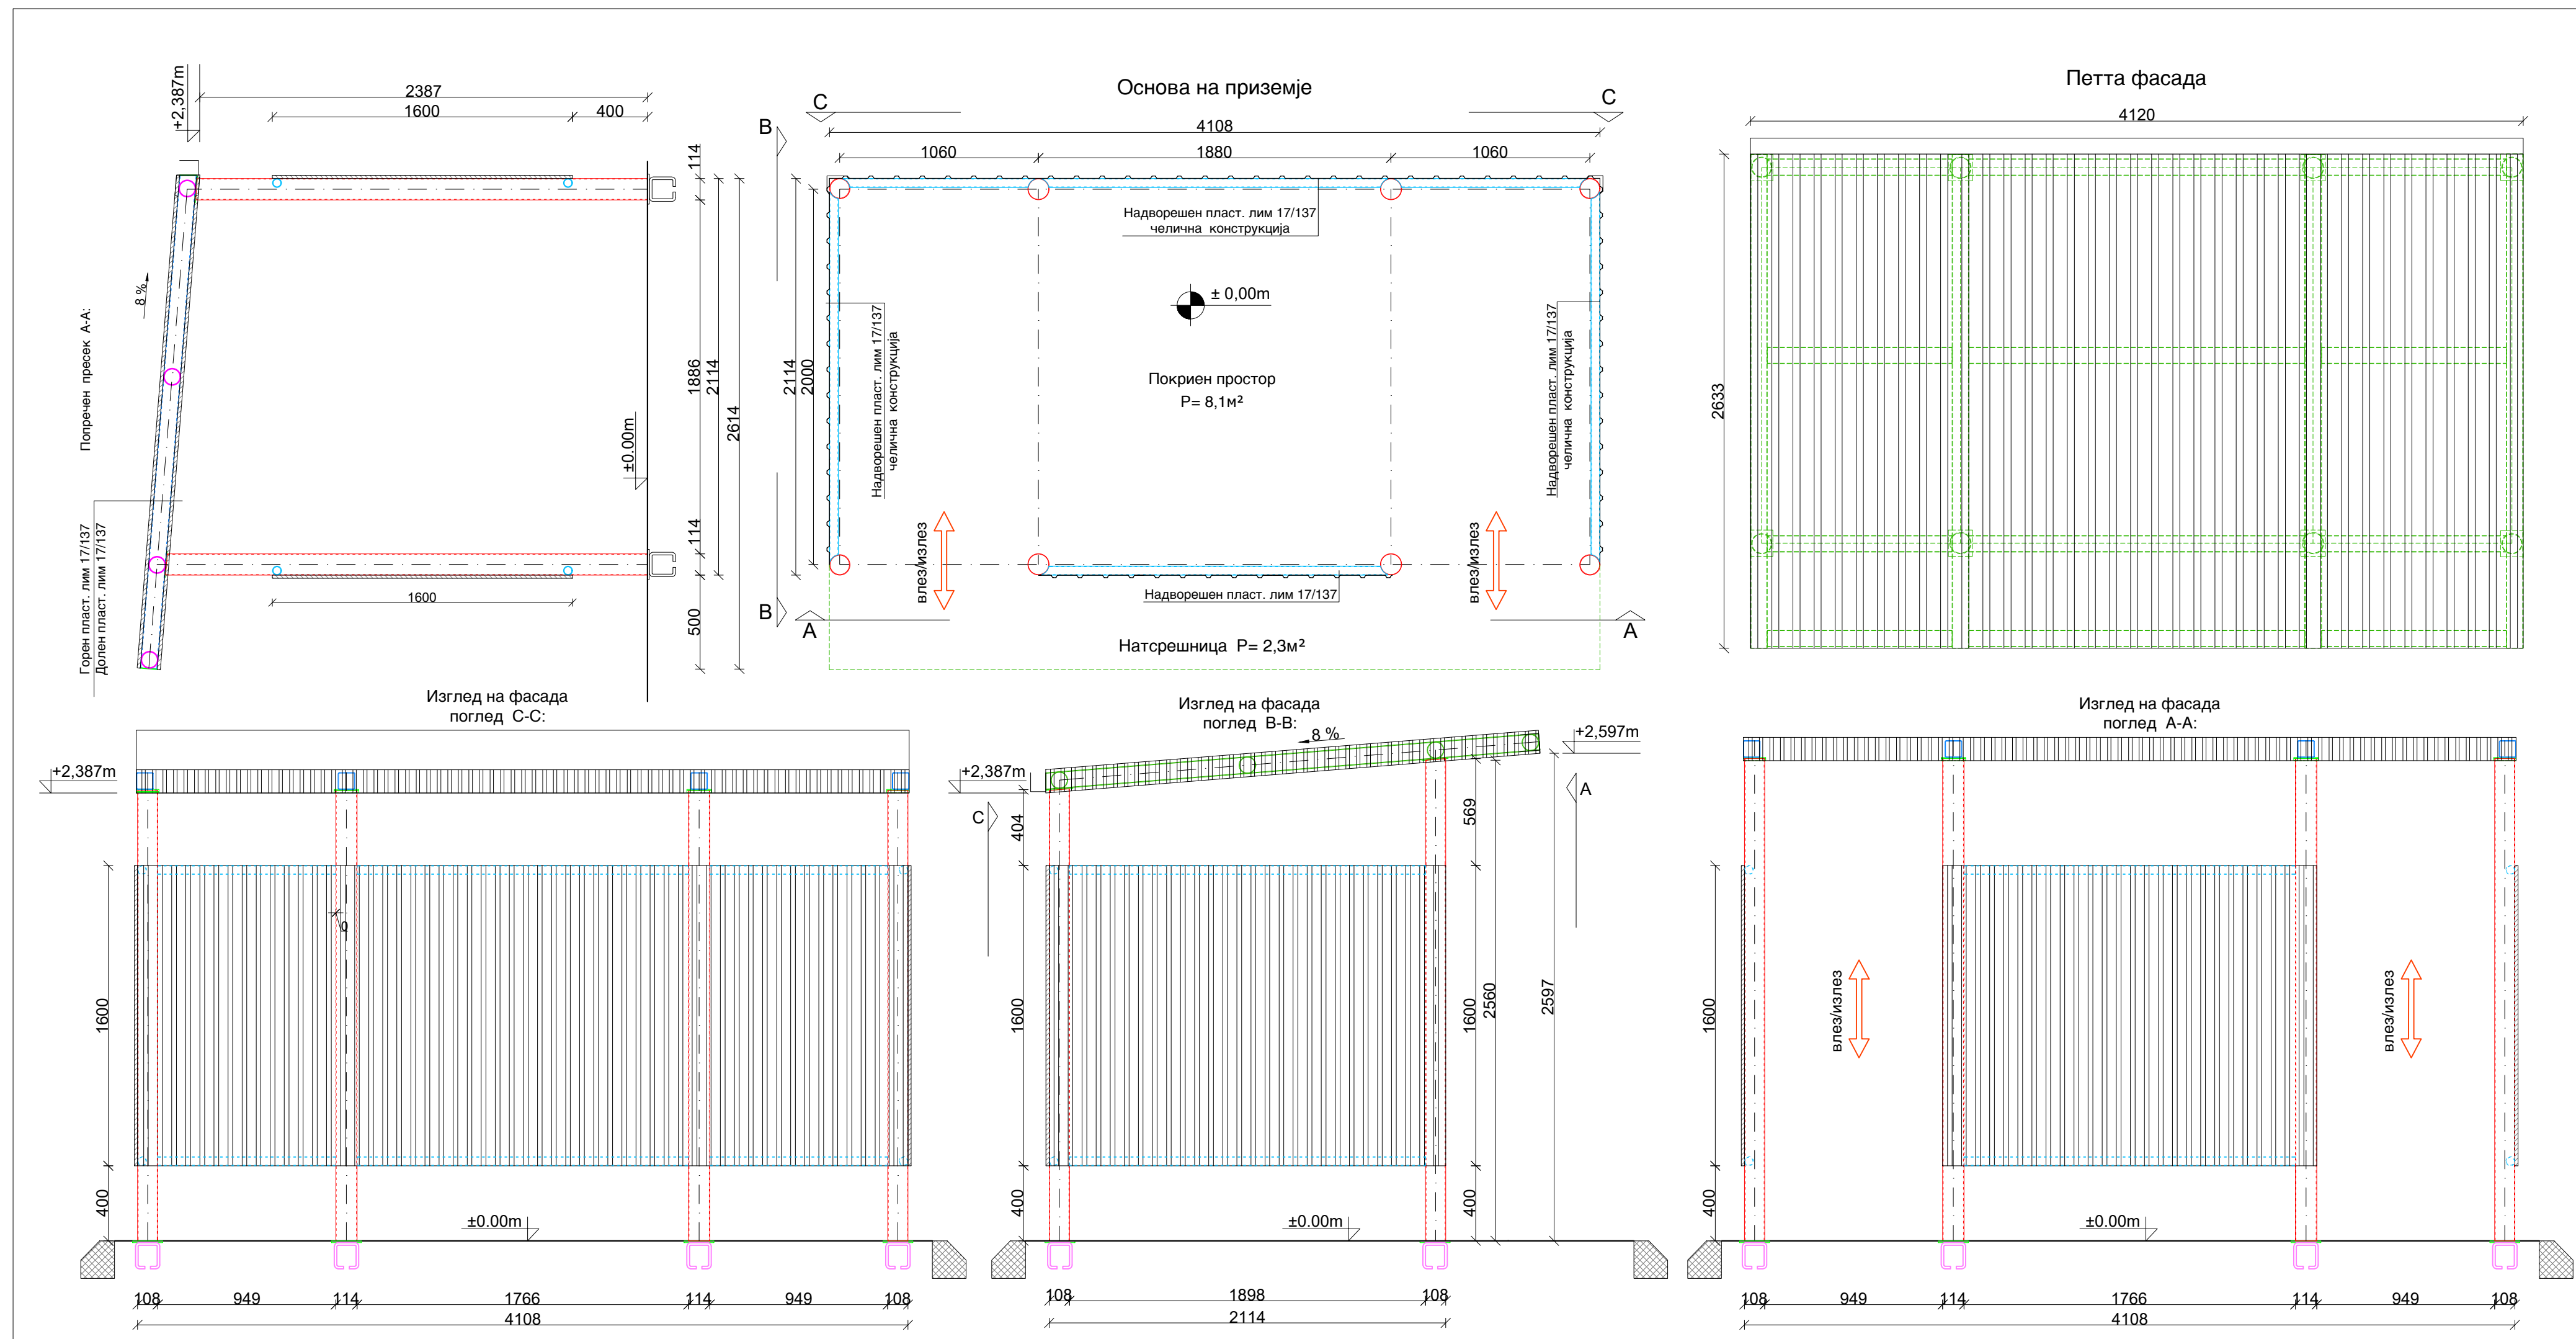 +2,387m
2387
1600
400
114
1886
2114
2614
114
500
±0.00m
1600
8 %
Попречен пресек А-А:
Горен пласт. лим 17/137
Долен пласт. лим 17/137
Основа на приземје
C
C
B
4108
1060
1880
1060
Надворешен пласт. лим 17/137
челична конструкција
± 0,00m
Надворешен пласт. лим 17/137
челична конструкција
Надворешен пласт. лим 17/137
челична конструкција
2114
2000
Покриен простор
P= 8,1м²
влез/излез
влез/излез
Надворешен пласт. лим 17/137
B
A
A
Натсрешница P= 2,3м²
Петта фасада
4120
2633
Изглед на фасада
поглед C-C:
+2,387m
1600
400
0
±0.00m
108
949
114
1766
114
949
108
4108
Изглед на фасада
поглед B-B:
8 %
+2,597m
+2,387m
C
A
404
569
1600
1600
2560
2597
400
400
±0.00m
108
1898
108
2114
Изглед на фасада
поглед A-A:
1600
400
влез/излез
влез/излез
±0.00m
108
949
114
1766
114
949
108
4108